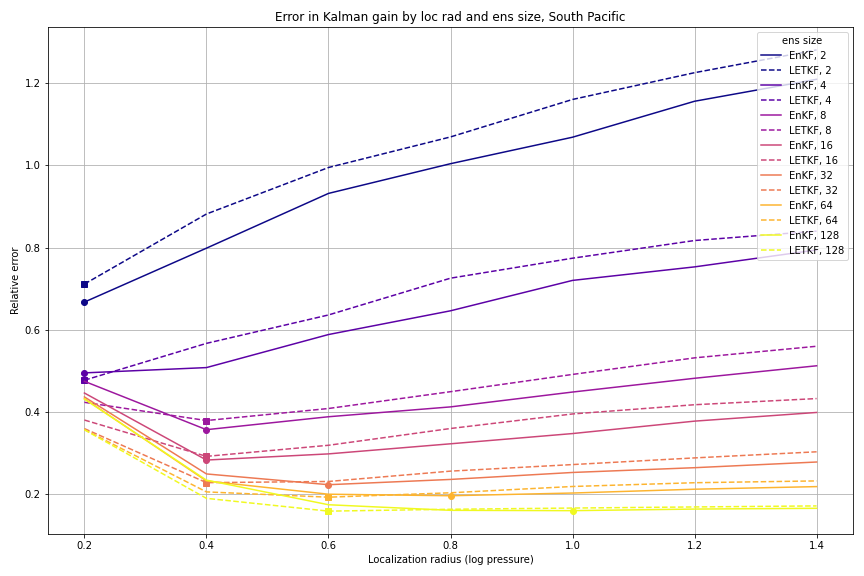 Error in Kalman gain by loc rad and ens size, South Pacific
ens size
EnKF, 2
LETKF, 2
EnKF, 4
LETKF, 4
EnKF, 8
LETKF, 8
EnKF, 16
LETKF, 16
EnKF, 32
LETKF, 32
EnKF, 64
LETKF, 64
EnKF, 128
LETKF, 128
Relative error
1.2
1.0
0.8
0.6
0.4
0.2
0.2 0.4 0.6 0.8 1.0 1.2 1.4
Localization radius (log pressure)